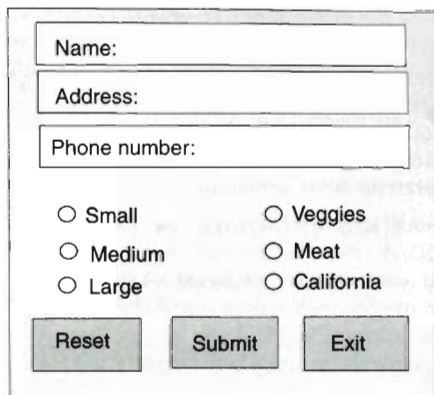 Name:
Address:
Phone number:
Small Veggies
Medium Meat
Large California
Reset Submit Exit